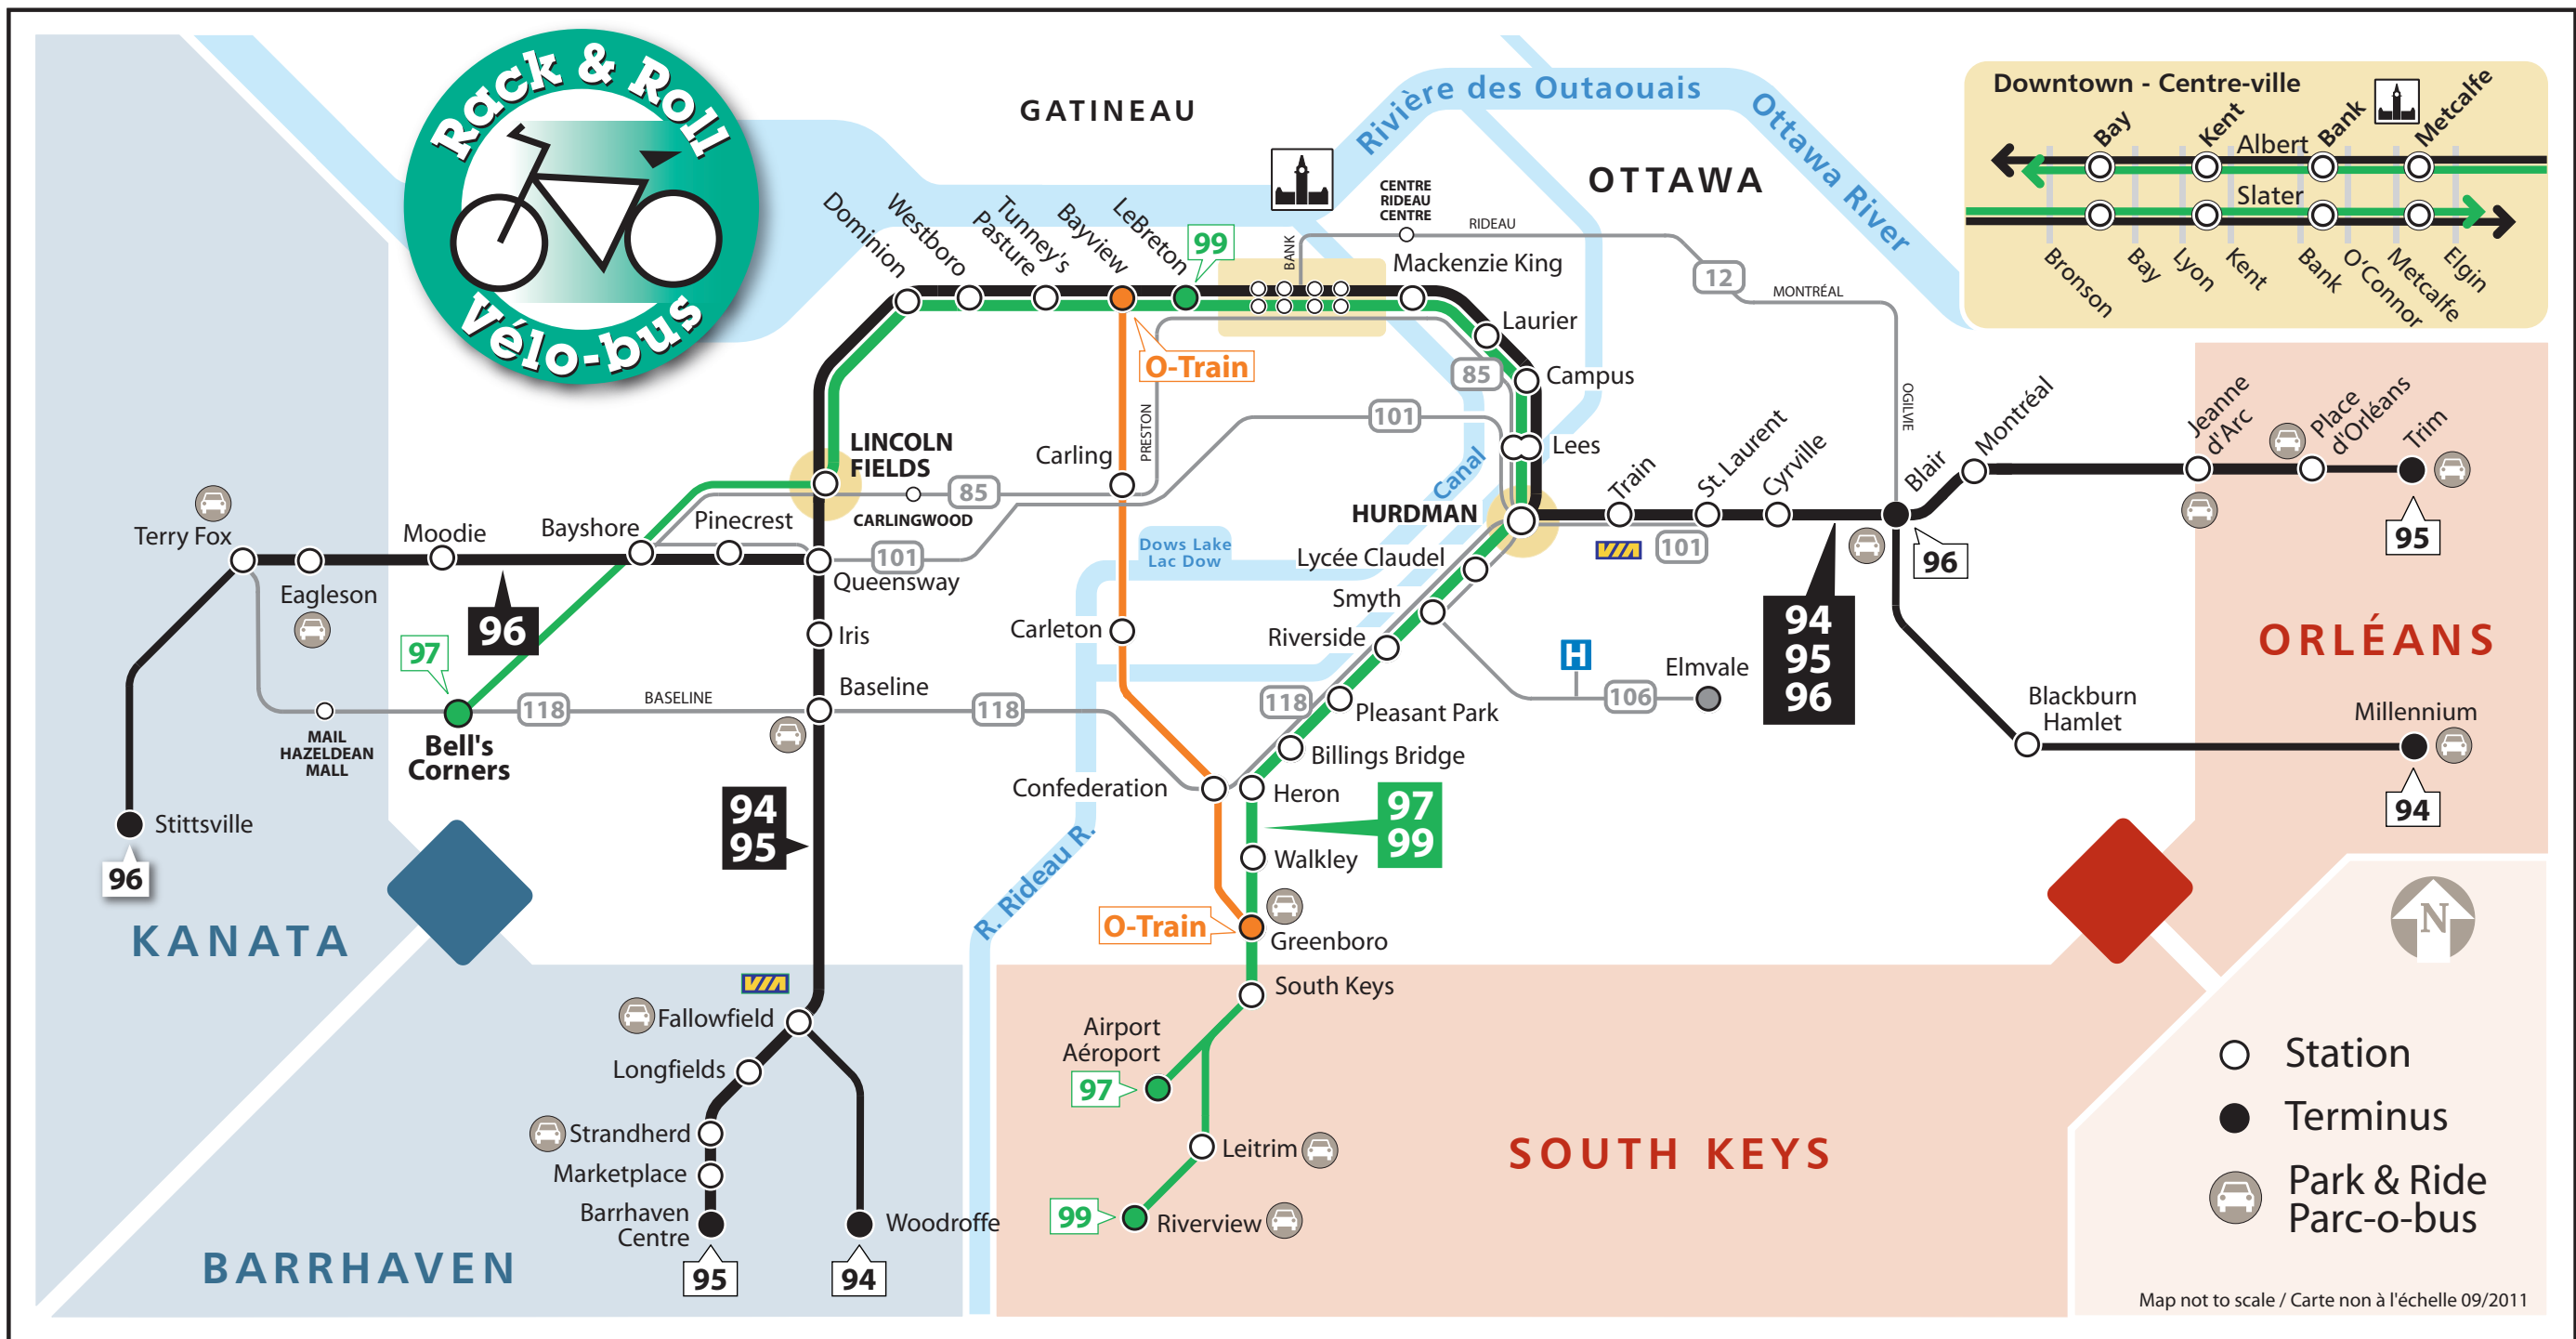 Rack & Roll
Vélo-bus
GATINEAU
Rivière des Outaouais
Ottawa River
OTTAWA
Downtown - Centre-ville
Bay
Kent
Bank
Metcalfe
Albert
Slater
Bronson
Bay
Lyon
Kent
Bank
O'Connor
Metcalfe
Elgin
Dominion
Westboro
Tunney's
Pasture
Bayview
LeBreton
99
BANK
CENTRE
RIDEAU
CENTRE
RIDEAU
Mackenzie King
12
MONTRÉAL
OGILVIE
Laurier
85
Campus
O-Train
PRESTON
101
Lees
Canal
LINCOLN
FIELDS
Carling
85
CARLINGWOOD
HURDMAN
Train
St. Laurent
Cyrville
Blair
Montréal
Jeanne
d'Arc
Place
d'Orléans
Trim
95
Terry Fox
Moodie
Bayshore
Pinecrest
101
Queensway
Eagleson
96
Dows Lake
Lac Dow
Lycée Claudel
VIA
101
96
Smyth
Riverside
Carleton
Iris
97
Baseline
BASELINE
118
118
118
Bell's
Corners
MAIL
HAZELDEAN
MALL
H
Elmvale
106
94
95
96
ORLÉANS
Pleasant Park
Billings Bridge
Blackburn
Hamlet
Millennium
94
Confederation
Heron
97
99
94
95
Stittsville
96
Walkley
R. Rideau R.
O-Train
Greenboro
KANATA
South Keys
VIA
Fallowfield
N
Airport
Aéroport
97
Longfields
Station
Terminus
Strandherd
Leitrim
SOUTH KEYS
Marketplace
Barrhaven
Centre
Woodroffe
99
Riverview
Park & Ride
Parc-o-bus
BARRHAVEN
95
94
Map not to scale / Carte non à l'échelle 09/2011